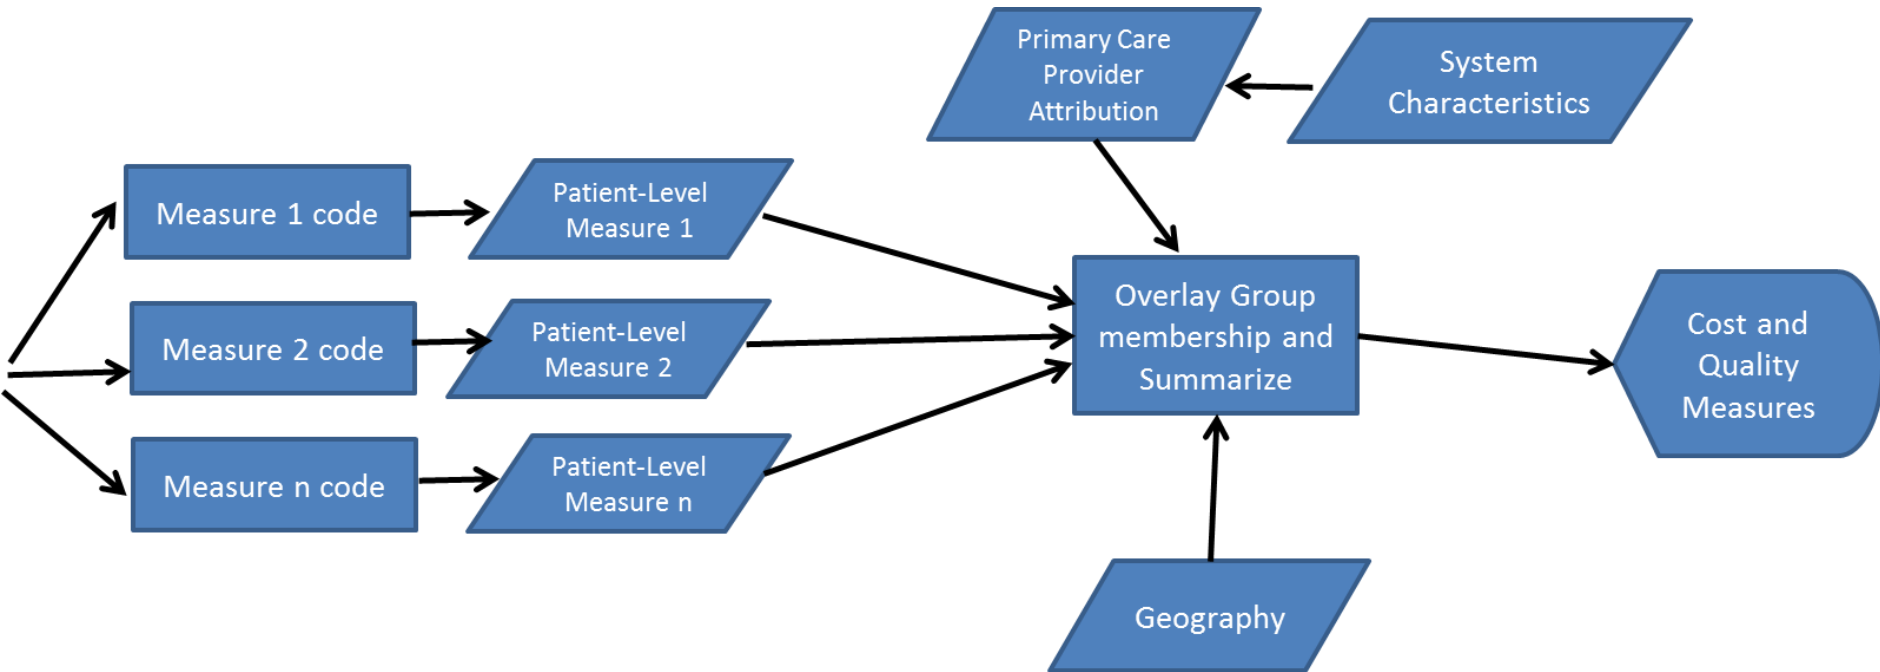 Primary Care
Provider
Attribution
System
Characteristics
Measure 1 code
Patient-Level
Measure 1
Measure 2 code
Patient-Level
Measure 2
Measure n code
Patient-Level
Measure n
Overlay Group
membership and
Summarize
Cost and
Quality
Measures
Geography